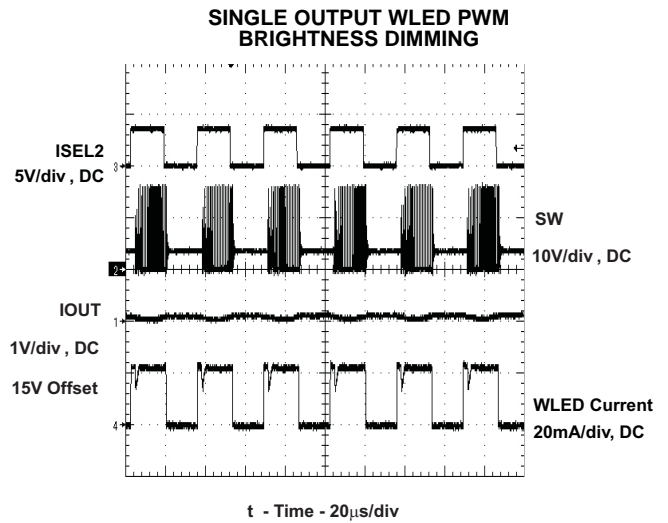 SINGLE OUTPUT WLED PWM
BRIGHTNESS DIMMING
ISEL2
5V/div , DC
3
SW
10V/div , DC
2
IOUT
1
1V/div , DC
15V Offset
WLED Current
20mA/div, DC
4
t - Time - 20μs/div